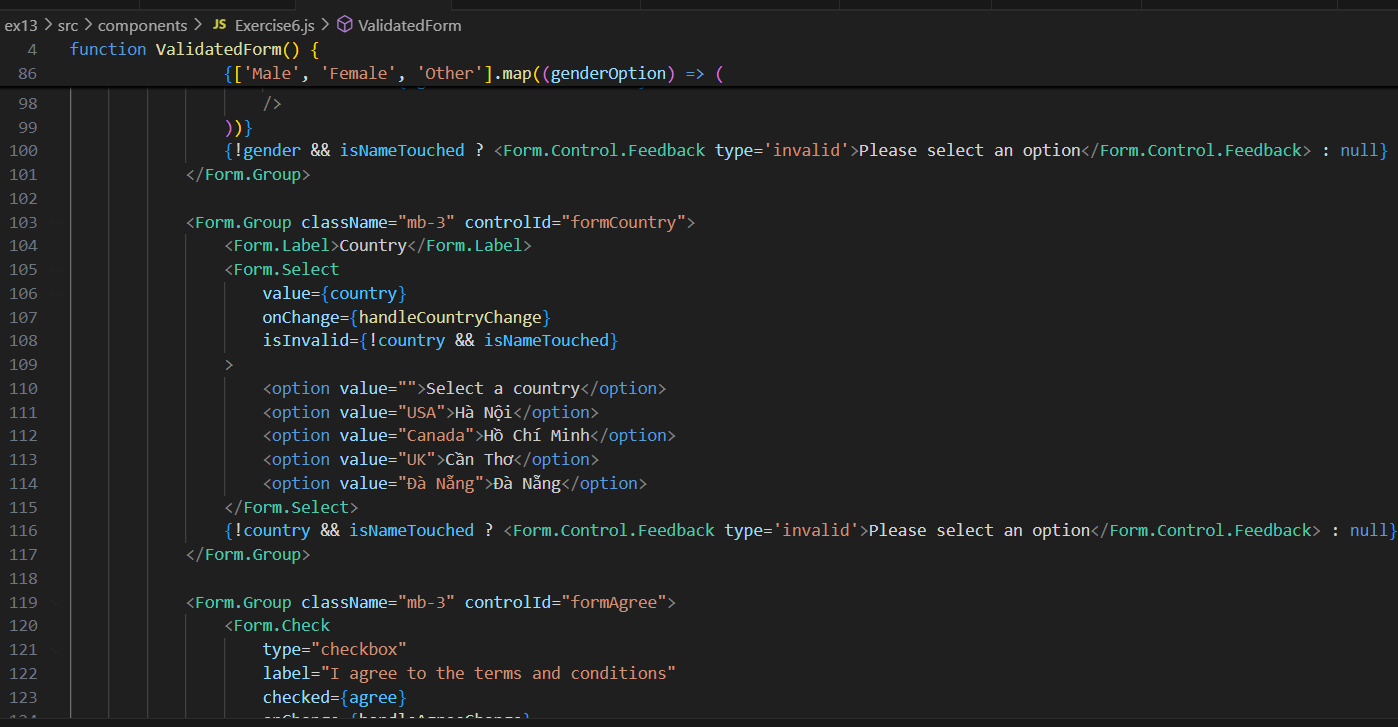 ex13 > src > components > JS Exercise6.js > ValidatedForm
4 function ValidatedForm() {
86 {['Male', 'Female', 'Other'].map((genderOption) => (
98 />
99 ))}
100 {!gender && isNameTouched ? <Form.Control.Feedback type='invalid'>Please select an option</Form.Control.Feedback> : null}
101 </Form.Group>
102
103 <Form.Group className="mb-3" controlId="formCountry">
104 <Form.Label>Country</Form.Label>
105 <Form.Select
106 value={country}
107 onChange={handleCountryChange}
108 isInvalid={!country && isNameTouched}
109 >
110 <option value="">Select a country</option>
111 <option value="USA">Hà Nội</option>
112 <option value="Canada">Hồ Chí Minh</option>
113 <option value="UK">Cần Thơ</option>
114 <option value="Đà Nẵng">Đà Nẵng</option>
115 </Form.Select>
116 {!country && isNameTouched ? <Form.Control.Feedback type='invalid'>Please select an option</Form.Control.Feedback> : null}
117 </Form.Group>
118
119 <Form.Group className="mb-3" controlId="formAgree">
120 <Form.Check
121 type="checkbox"
122 label="I agree to the terms and conditions"
123 checked={agree}
124 onChange={handleAgreeChange}